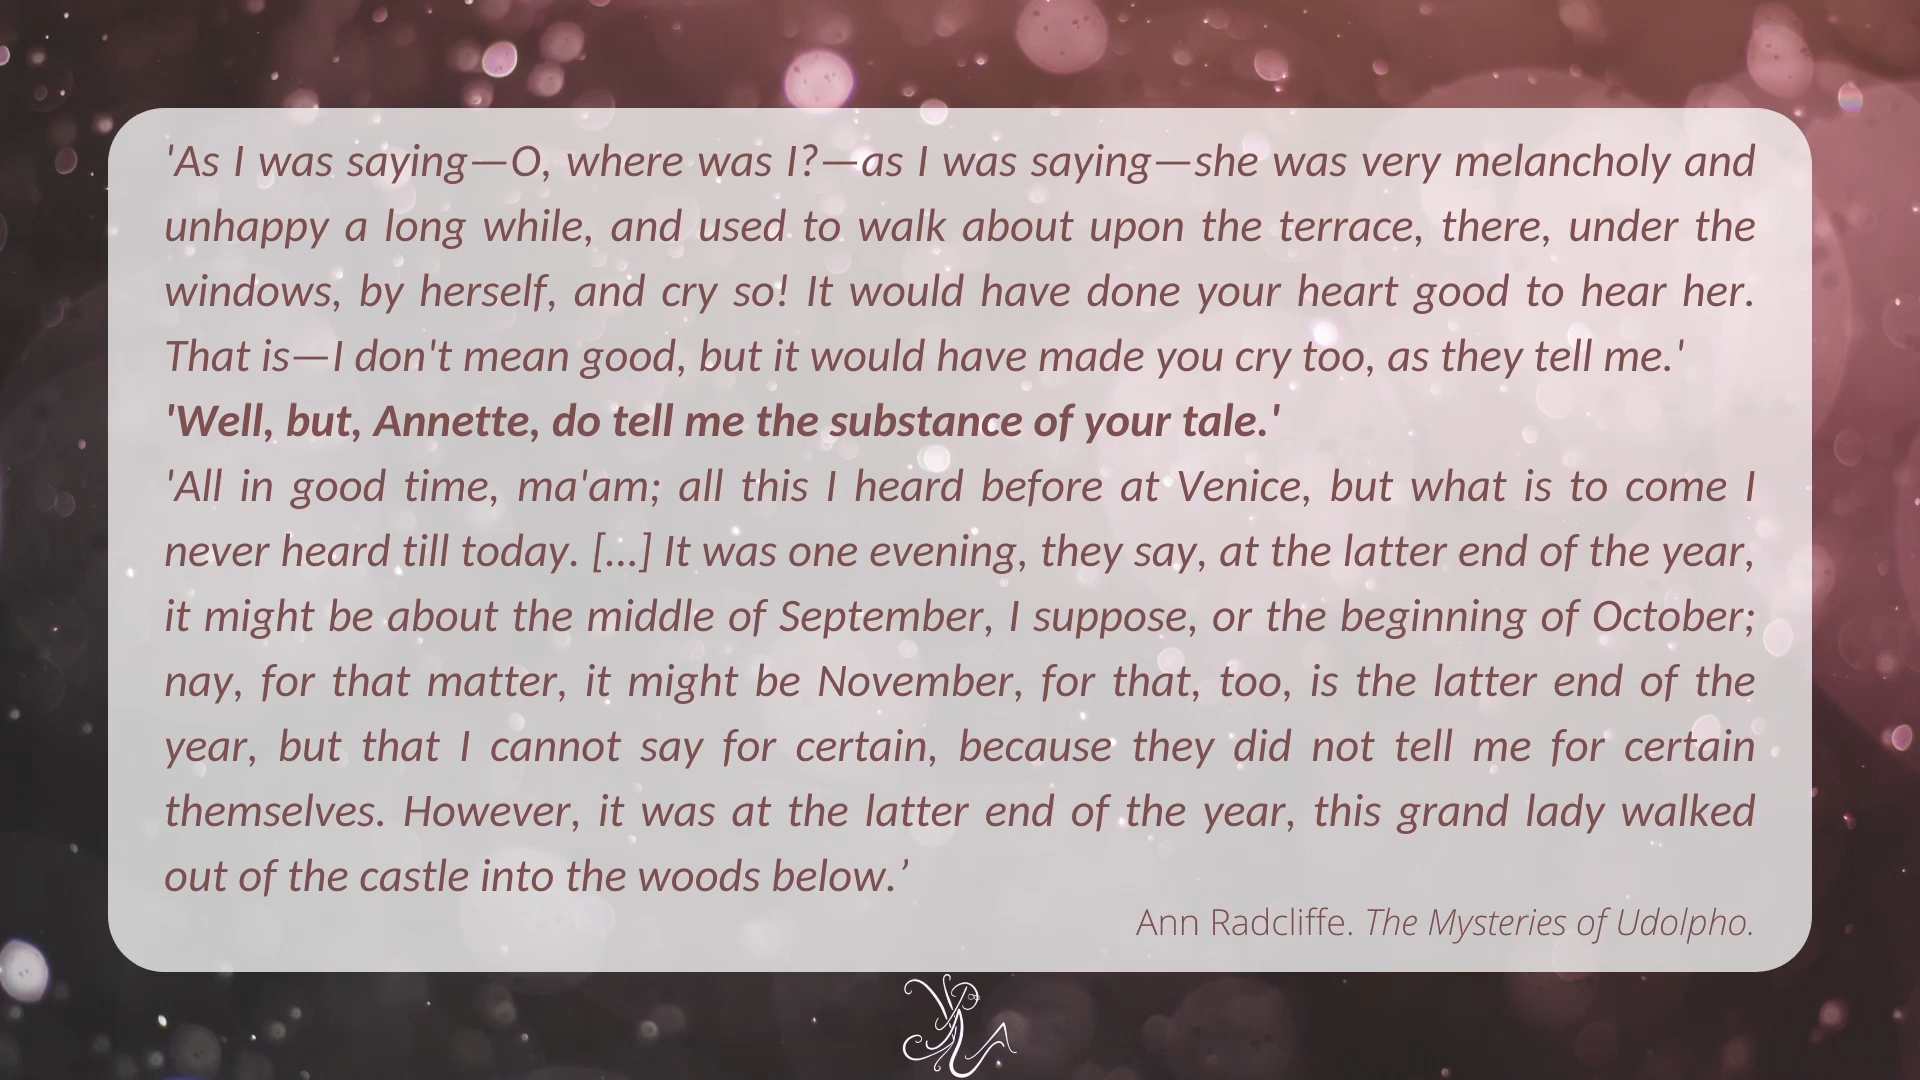 'As I was saying—O, where was I?—as I was saying—she was very melancholy and
unhappy a long while, and used to walk about upon the terrace, there, under the
windows, by herself, and cry so! It would have done your heart good to hear her.
That is—I don't mean good, but it would have made you cry too, as they tell me.'
'Well, but, Annette, do tell me the substance of your tale.'
'All in good time, ma'am; all this I heard before at Venice, but what is to come I
never heard till today. [...] It was one evening, they say, at the latter end of the year,
it might be about the middle of September, I suppose, or the beginning of October;
nay, for that matter, it might be November, for that, too, is the latter end of the
year, but that I cannot say for certain, because they did not tell me for certain
themselves. However, it was at the latter end of the year, this grand lady walked
out of the castle into the woods below.’
Ann Radcliffe. The Mysteries of Udolpho.